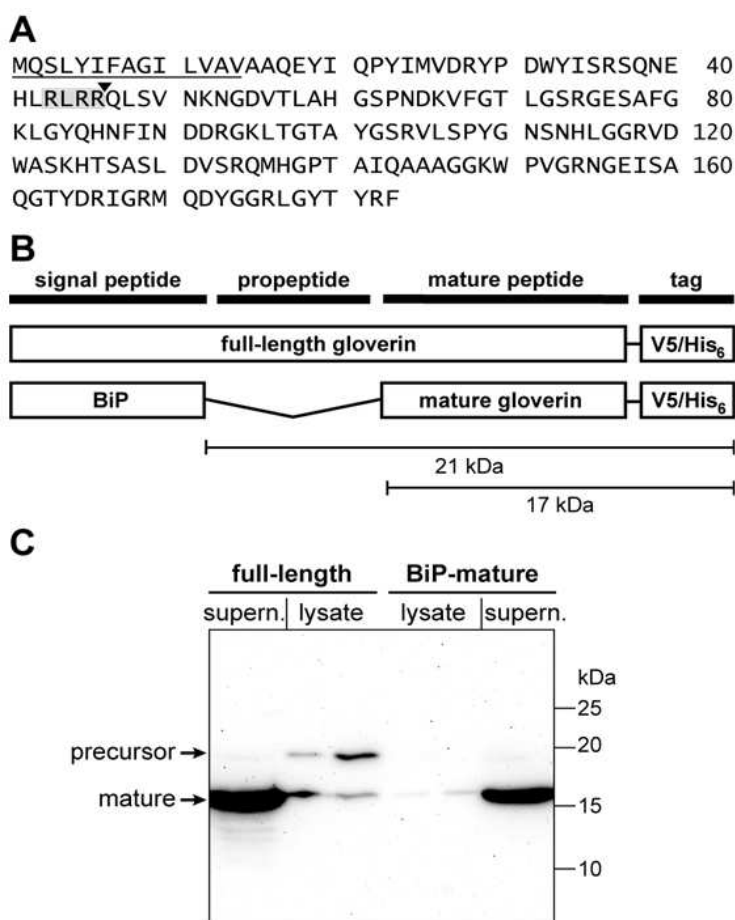 A
MQSLYIFAGI LVAVAAQEYI QPYIMVDRYP DWYISRSQNE 40
HLRLRRQLSV NKNGDVTLAH GSPNDKVFGT LGSRGESAFG 80
KLGYQHNFIN DDRGKLTGTA YGSRVLSPYG NSNHLGGRVD 120
WASKHTSASL DVSRQMHGPT AIQAAAGGKW PVGRNGEISA 160
QGTYDRIGRM QDYGGRLGYT YRF
B
signal peptide propeptide mature peptide tag
full-length gloverin V5/His₆
BiP mature gloverin V5/His₆
21 kDa
17 kDa
C
full-length BiP-mature
supern. lysate lysate supern.
kDa
25
precursor 20
mature 15
10